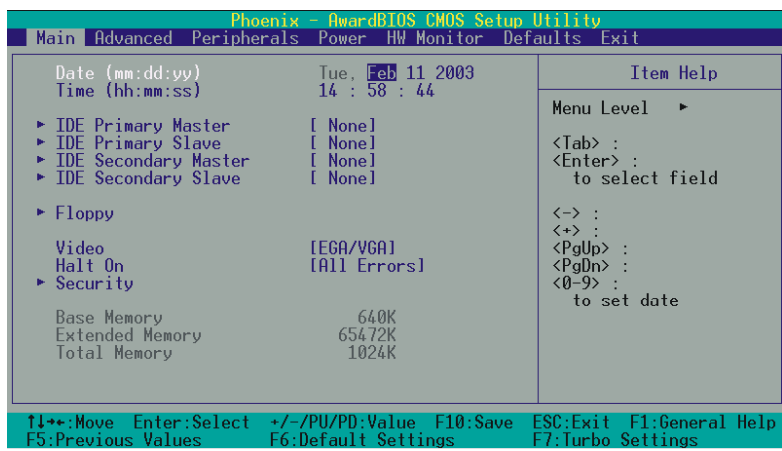 Phoenix - AwardBIOS CMOS Setup Utility
Main Advanced Peripherals Power HW Monitor Defaults Exit
Date (mm:dd:yy) Tue, Feb 11 2003
Time (hh:mm:ss) 14 : 58 : 44
▶ IDE Primary Master [ None]
▶ IDE Primary Slave [ None]
▶ IDE Secondary Master [ None]
▶ IDE Secondary Slave [ None]
▶ Floppy
Video [EGA/VGA]
Halt On [All Errors]
▶ Security
Base Memory 640K
Extended Memory 65472K
Total Memory 1024K
Item Help
Menu Level ▶
<Tab> :
<Enter> :
to select field
<-> :
<+> :
<PgUp> :
<PgDn> :
<0-9> :
to set date
↑↓→←:Move Enter:Select +/-/PU/PD:Value F10:Save ESC:Exit F1:General Help
F5:Previous Values F6:Default Settings F7:Turbo Settings